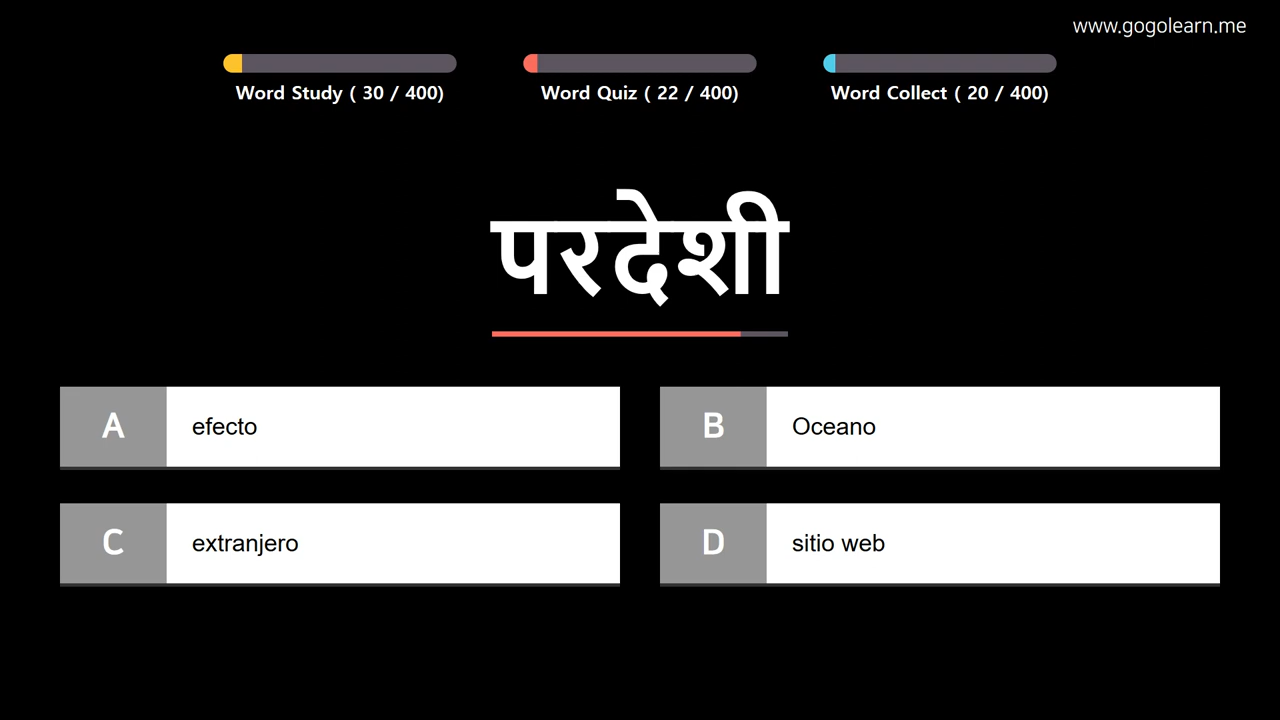 www.gogolearn.me
Word Study ( 30 / 400)
Word Quiz ( 22 / 400)
Word Collect ( 20 / 400)
परदेशी
A efecto
B Oceano
C extranjero
D sitio web